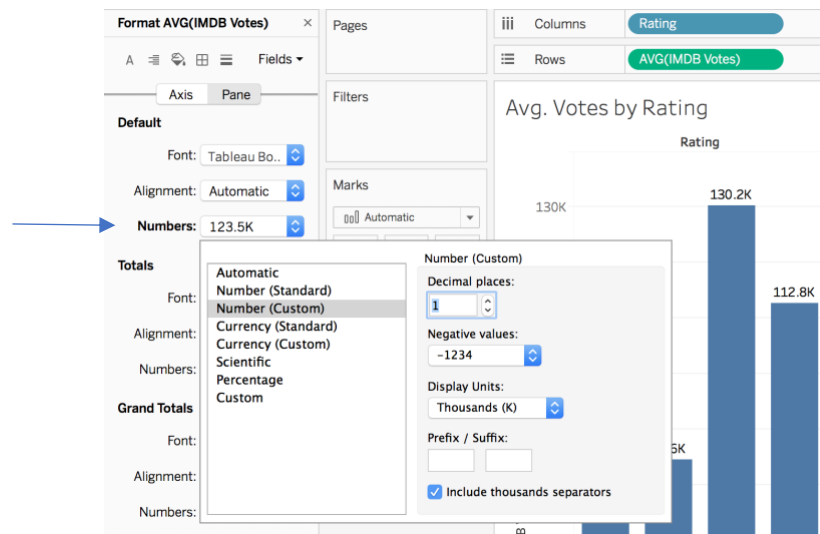 Format AVG(IMDB Votes) ×
A Fields ▾
Axis Pane
Default
Font: Tableau Bo..
Alignment: Automatic
Numbers: 123.5K
Totals
Font:
Alignment:
Numbers:
Grand Totals
Font:
Alignment:
Numbers:
Automatic
Number (Standard)
Number (Custom)
Currency (Standard)
Currency (Custom)
Scientific
Percentage
Custom
Number (Custom)
Decimal places:
1
Negative values:
-1234
Display Units:
Thousands (K)
Prefix / Suffix:
Include thousands separators
Pages
Filters
Marks
Automatic
Columns Rating
Rows AVG(IMDB Votes)
Avg. Votes by Rating
Rating
130K
130.2K
112.8K